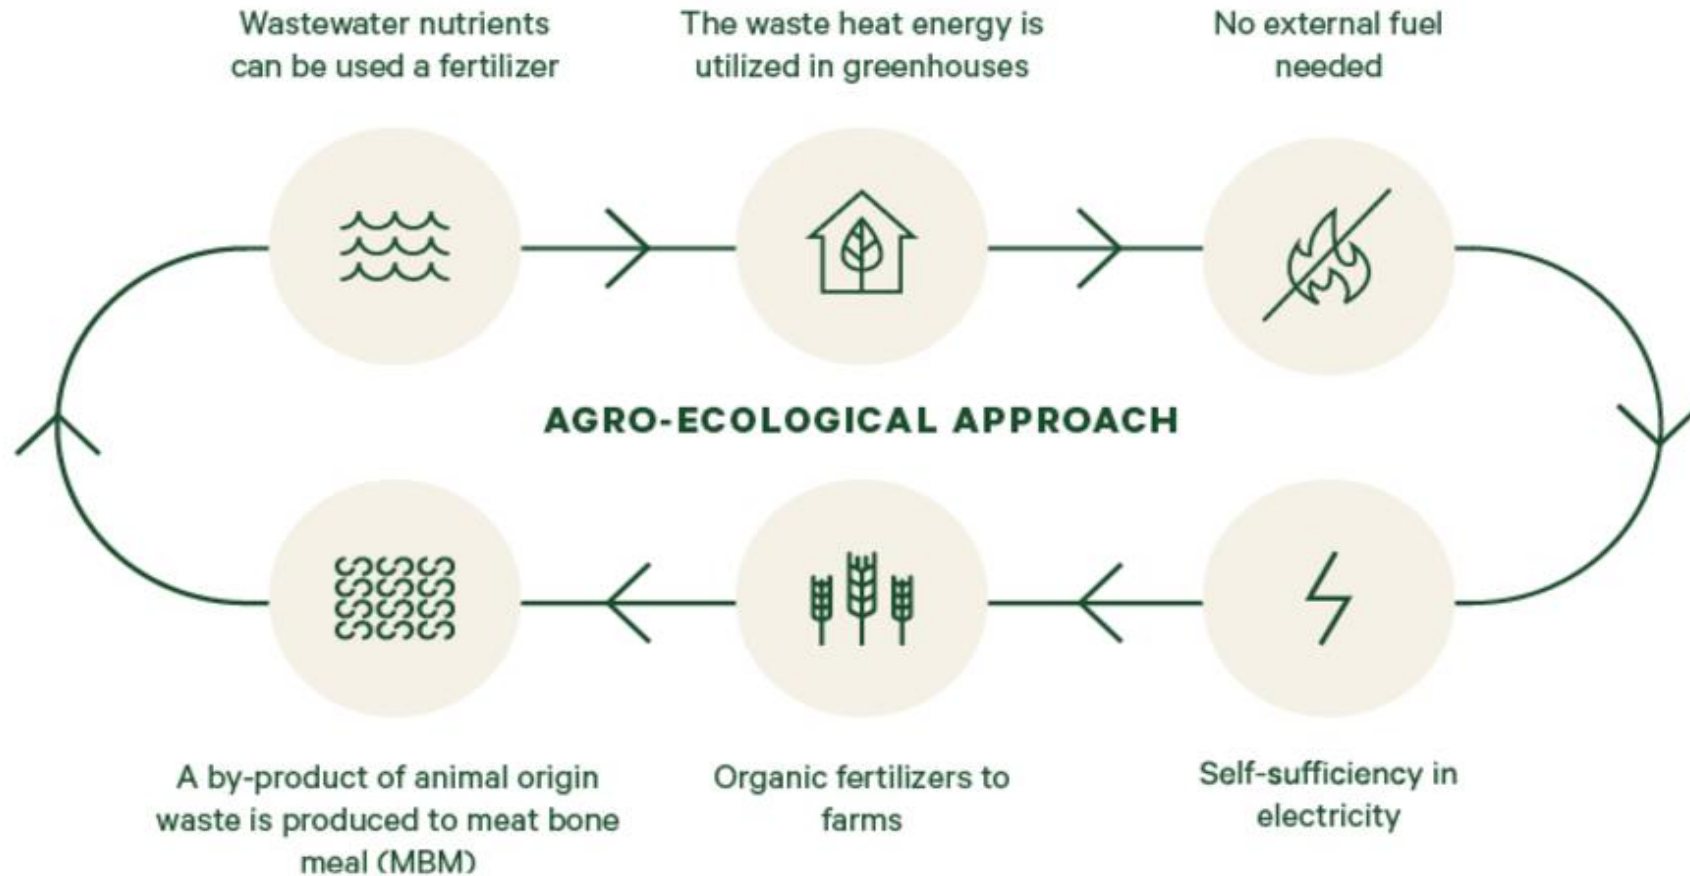 Wastewater nutrients
can be used a fertilizer
The waste heat energy is
utilized in greenhouses
No external fuel
needed
AGRO-ECOLOGICAL APPROACH
A by-product of animal origin
waste is produced to meat bone
meal (MBM)
Organic fertilizers to
farms
Self-sufficiency in
electricity